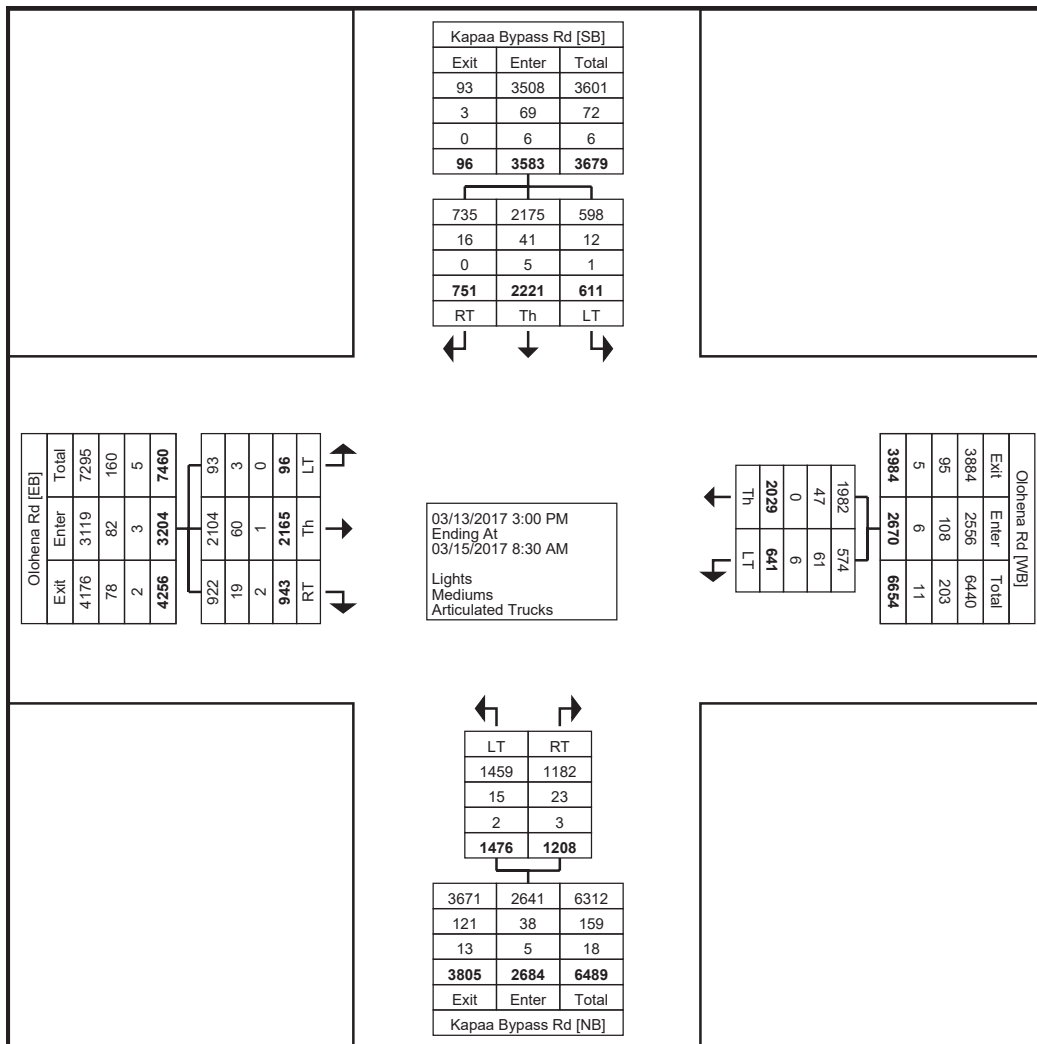 Kapaa Bypass Rd [SB]
Exit Enter Total
93 3508 3601
3 69 72
0 6 6
96 3583 3679
735 2175 598
16 41 12
0 5 1
751 2221 611
RT Th LT
Olohena Rd [EB]
Total Enter Exit
7295 3119 4176
160 82 78
5 3 2
7460 3204 4256
93 2104 922
3 60 19
0 1 2
96 2165 943
LT Th RT
03/13/2017 3:00 PM
Ending At
03/15/2017 8:30 AM
Lights
Mediums
Articulated Trucks
Olohena Rd [WB]
Exit Enter Total
3884 2556 6440
95 108 203
5 6 11
3984 2670 6654
1982 574
47 61
0 6
2029 641
Th LT
LT RT
1459 1182
15 23
2 3
1476 1208
3671 2641 6312
121 38 159
13 5 18
3805 2684 6489
Exit Enter Total
Kapaa Bypass Rd [NB]